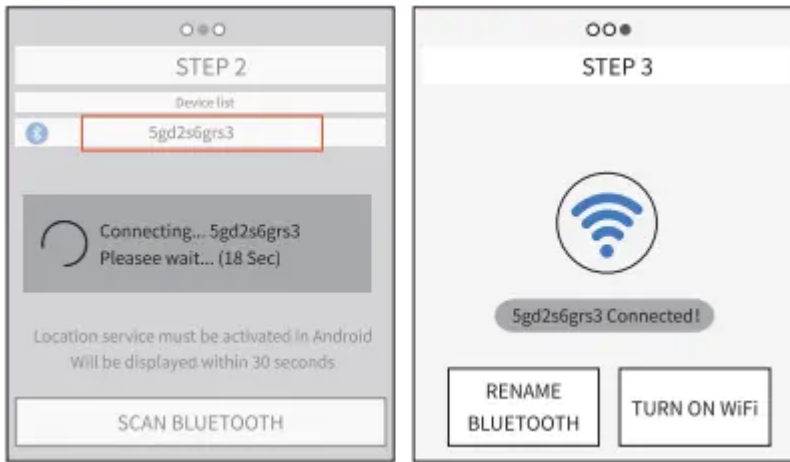 STEP 2
Device list
5gd2s6grs3
Connecting... 5gd2s6grs3
Pleasee wait... (18 Sec)
Location service must be activated in Android
Will be displayed within 30 seconds
SCAN BLUETOOTH
STEP 3
5gd2s6grs3 Connected!
RENAME
BLUETOOTH
TURN ON WiFi